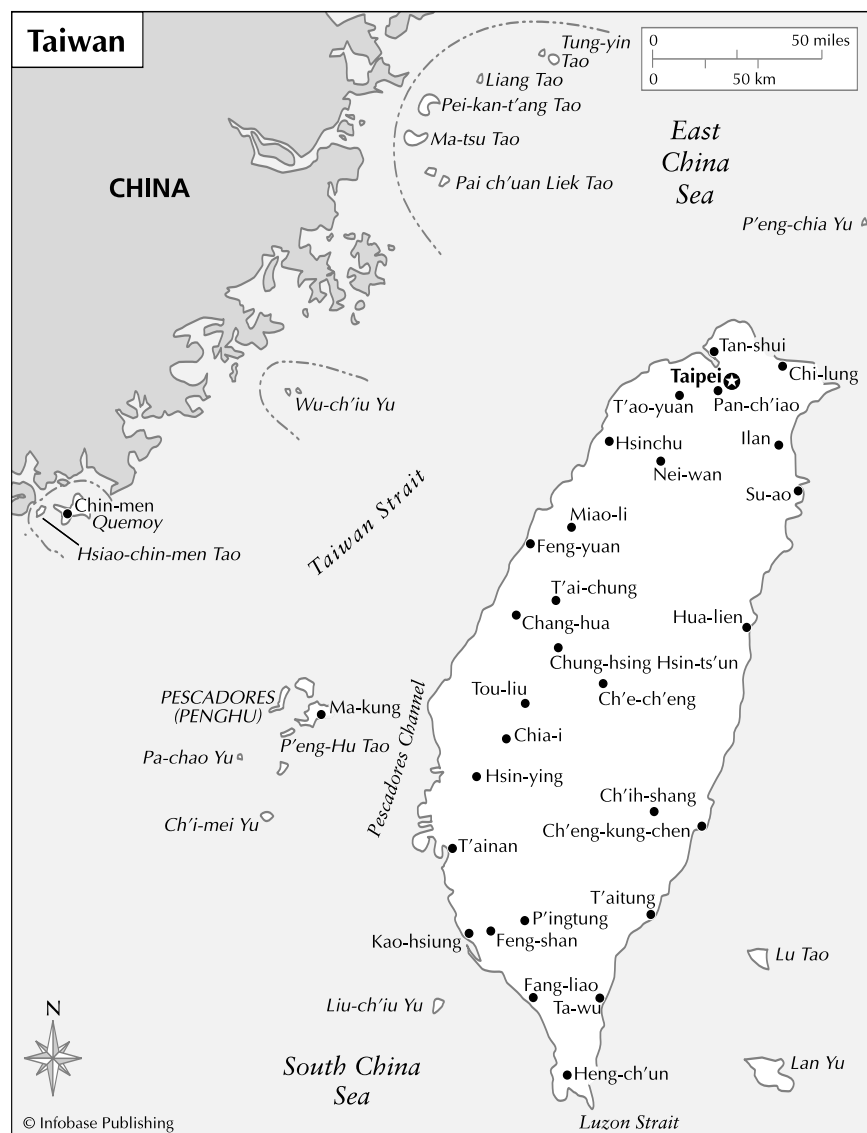 Taiwan
0 50 miles
0 50 km
Tung-yin
Tao
Liang Tao
Pei-kan-t'ang Tao
Ma-tsu Tao
Pai ch'uan Liek Tao
East
China
Sea
CHINA
P'eng-chia Yu
Tan-shui
Chi-lung
Taipei
Pan-ch'iao
T'ao-yuan
Wu-ch'iu Yu
Hsinchu
Ilan
Nei-wan
Su-ao
Chin-men
Quemoy
Hsiao-chin-men Tao
Taiwan Strait
Miao-li
Feng-yuan
T'ai-chung
Chang-hua
Hua-lien
Chung-hsing Hsin-ts'un
Ch'e-ch'eng
Tou-liu
PESCADORES
(PENGHU)
Ma-kung
P'eng-Hu Tao
Pa-chao Yu
Pescadores Channel
Chia-i
Hsin-ying
Ch'i-mei Yu
Ch'ih-shang
Ch'eng-kung-chen
T'ainan
T'aitung
P'ingtung
Kao-hsiung
Feng-shan
Lu Tao
Fang-liao
Ta-wu
Liu-ch'iu Yu
N
South China
Sea
Heng-ch'un
Lan Yu
Luzon Strait
© Infobase Publishing